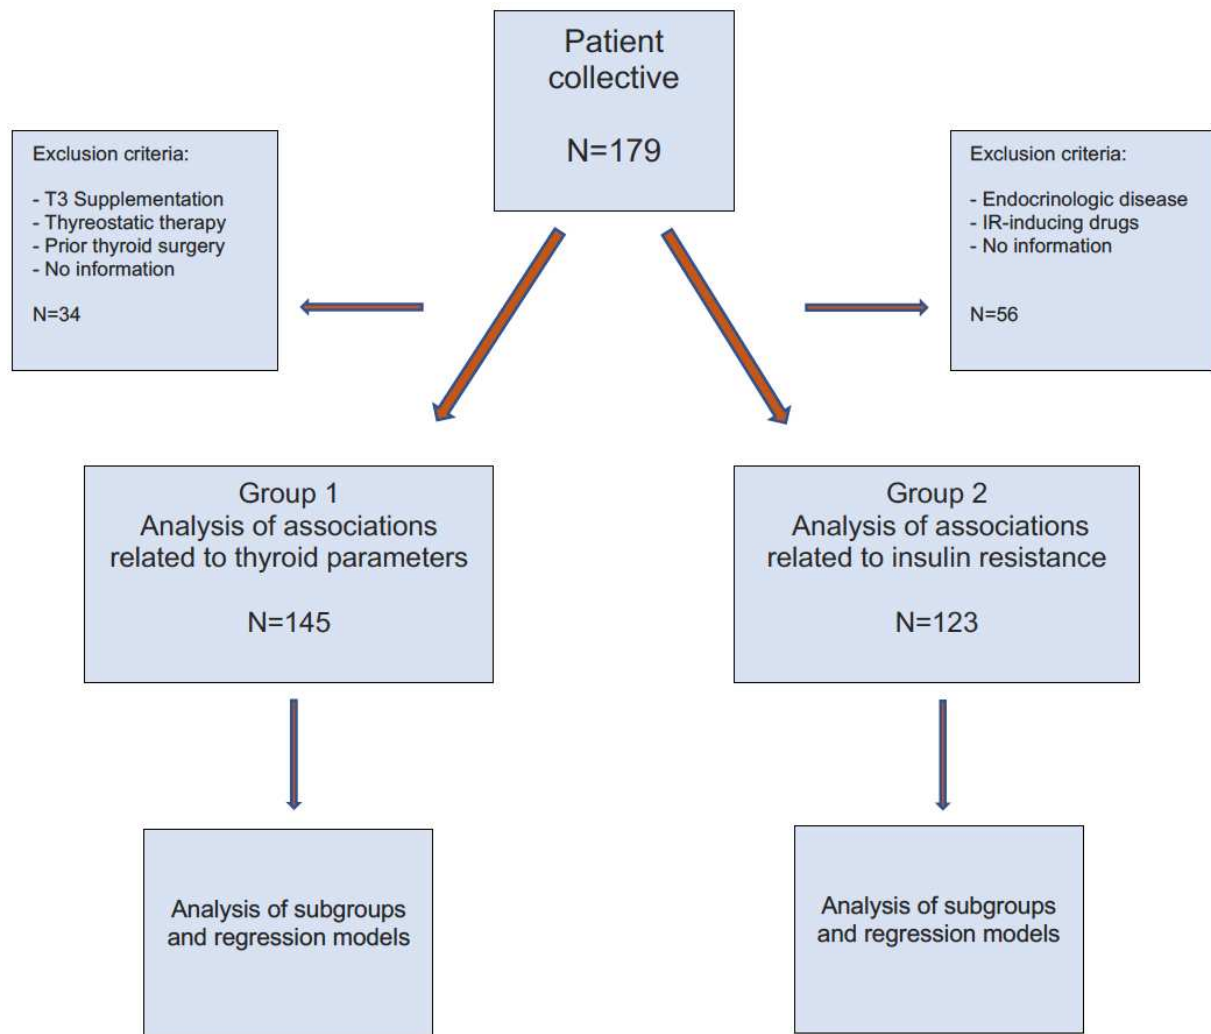 Patient
collective
N=179
Exclusion criteria:
- T3 Supplementation
- Thyreostatic therapy
- Prior thyroid surgery
- No information
N=34
Exclusion criteria:
- Endocrinologic disease
- IR-inducing drugs
- No information
N=56
Group 1
Analysis of associations
related to thyroid parameters
N=145
Group 2
Analysis of associations
related to insulin resistance
N=123
Analysis of subgroups
and regression models
Analysis of subgroups
and regression models